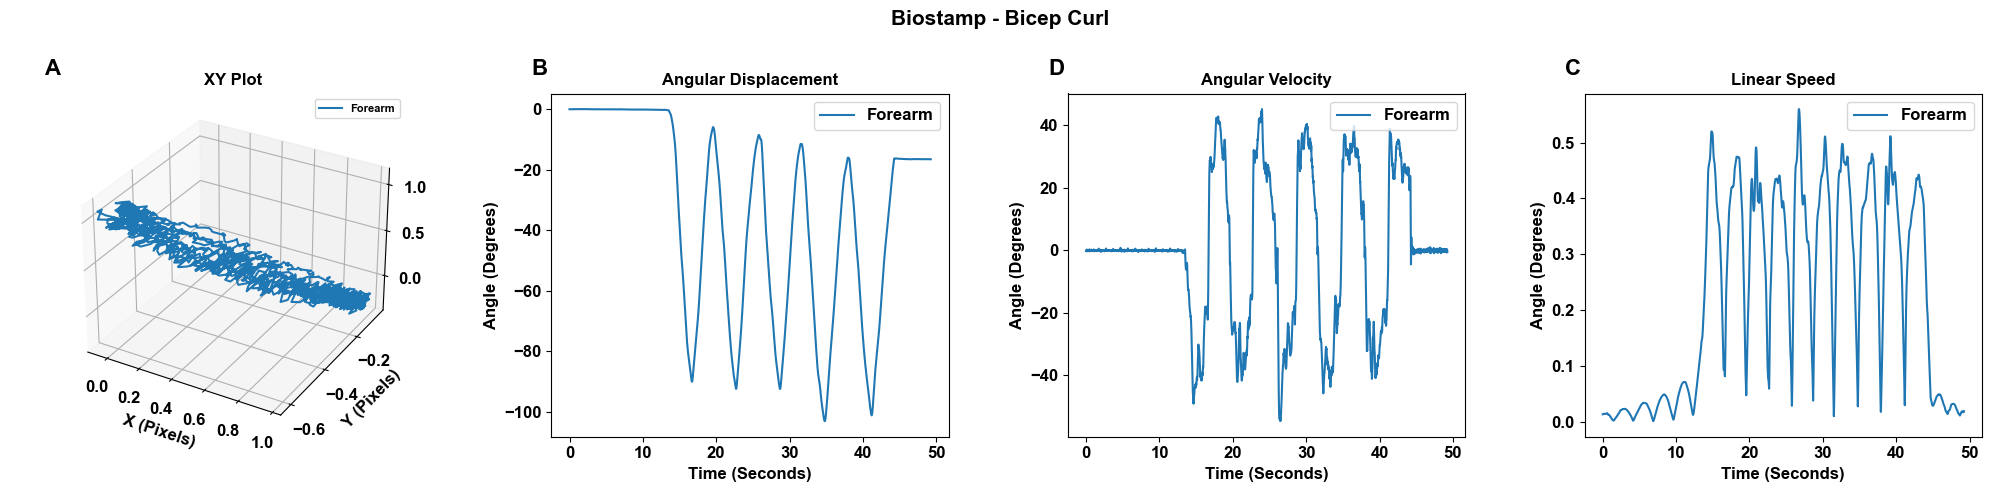 Biostamp - Bicep Curl
A
XY Plot
Forearm
1.0
0.5
0.0
−0.2
−0.4
−0.6
Y (Pixels)
0.0 0.2 0.4 0.6 0.8 1.0
X (Pixels)
B
Angular Displacement
Forearm
0
−20
−40
−60
−80
−100
Angle (Degrees)
0 10 20 30 40 50
Time (Seconds)
D
Angular Velocity
Forearm
40
20
0
−20
−40
Angle (Degrees)
0 10 20 30 40 50
Time (Seconds)
C
Linear Speed
Forearm
0.5
0.4
0.3
0.2
0.1
0.0
Angle (Degrees)
0 10 20 30 40 50
Time (Seconds)